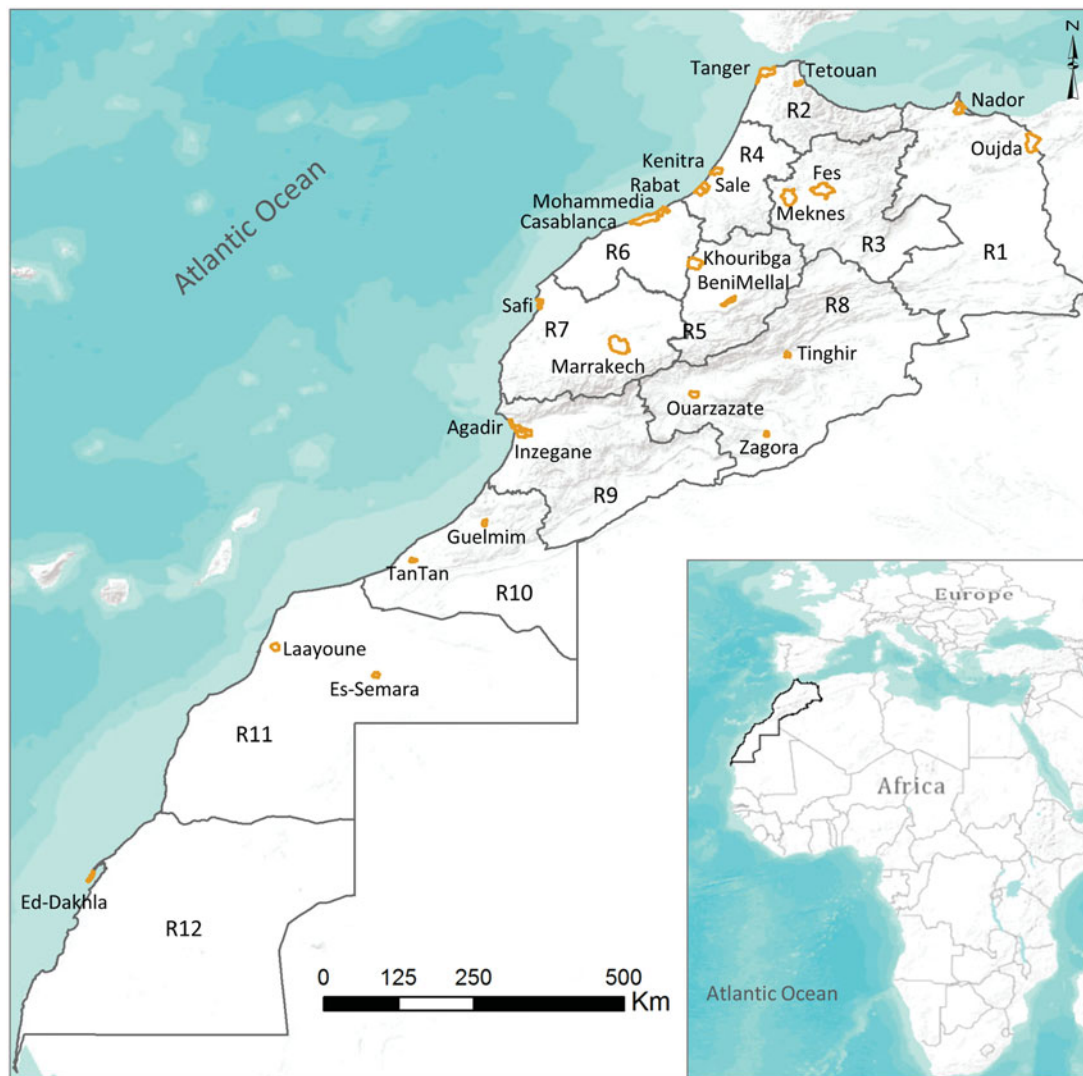 Z
Tanger
Tetouan
R2
Nador
Oujda
Kenitra
R4
Rabat
Sale
Fes
Mohammedia
Meknes
Casablanca
Atlantic Ocean
R6
R3
R1
Khouribga
BeniMellal
Safi
R7
R5
R8
Marrakech
Tinghir
Ouarzazate
Agadir
Inzegane
Zagora
R9
Guelmim
TanTan
R10
Laayoune
Es-Semara
R11
Ed-Dakhla
R12
0 125 250 500
Km
Europe
Africa
Atlantic Ocean